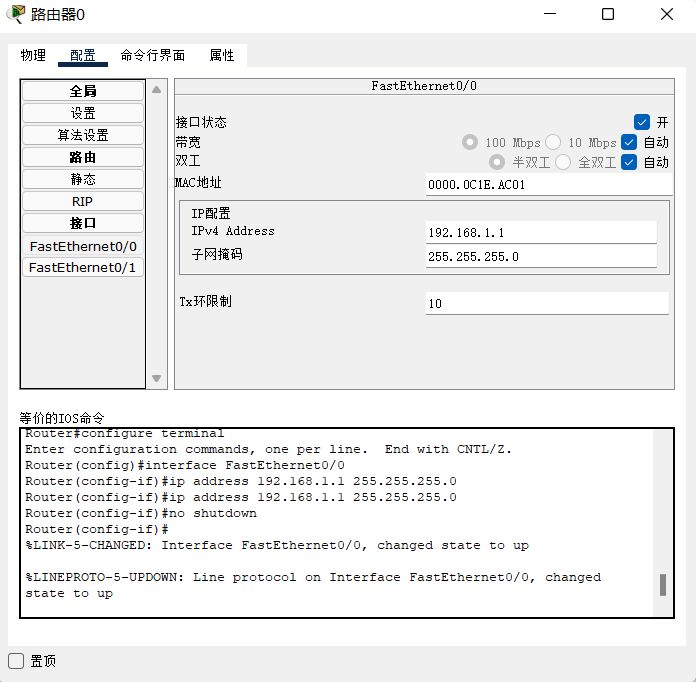 路由器0
物理 配置 命令行界面 属性
全局
设置
算法设置
路由
静态
RIP
接口
FastEthernet0/0
FastEthernet0/1
FastEthernet0/0
接口状态 开
带宽 100 Mbps 10 Mbps 自动
双工 半双工 全双工 自动
MAC地址 0000.0C1E.AC01
IP配置
IPv4 Address 192.168.1.1
子网掩码 255.255.255.0
Tx环限制 10
等价的IOS命令
Router#configure terminal
Enter configuration commands, one per line. End with CNTL/Z.
Router(config)#interface FastEthernet0/0
Router(config-if)#ip address 192.168.1.1 255.255.255.0
Router(config-if)#ip address 192.168.1.1 255.255.255.0
Router(config-if)#no shutdown
Router(config-if)#
%LINK-5-CHANGED: Interface FastEthernet0/0, changed state to up
%LINEPROTO-5-UPDOWN: Line protocol on Interface FastEthernet0/0, changed
state to up
置顶